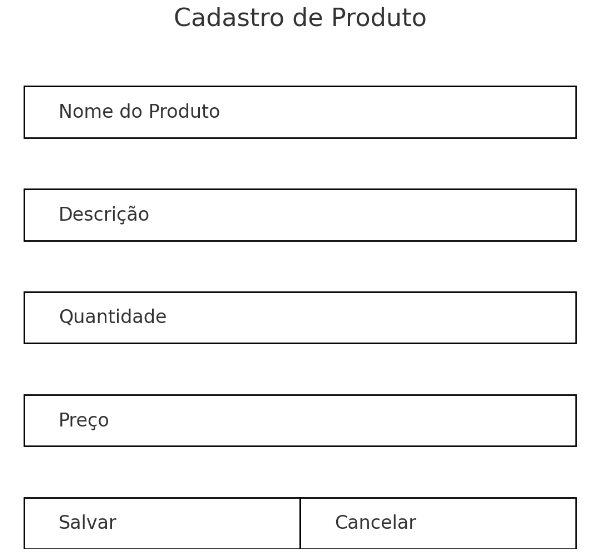 Cadastro de Produto
Nome do Produto
Descrição
Quantidade
Preço
Salvar
Cancelar